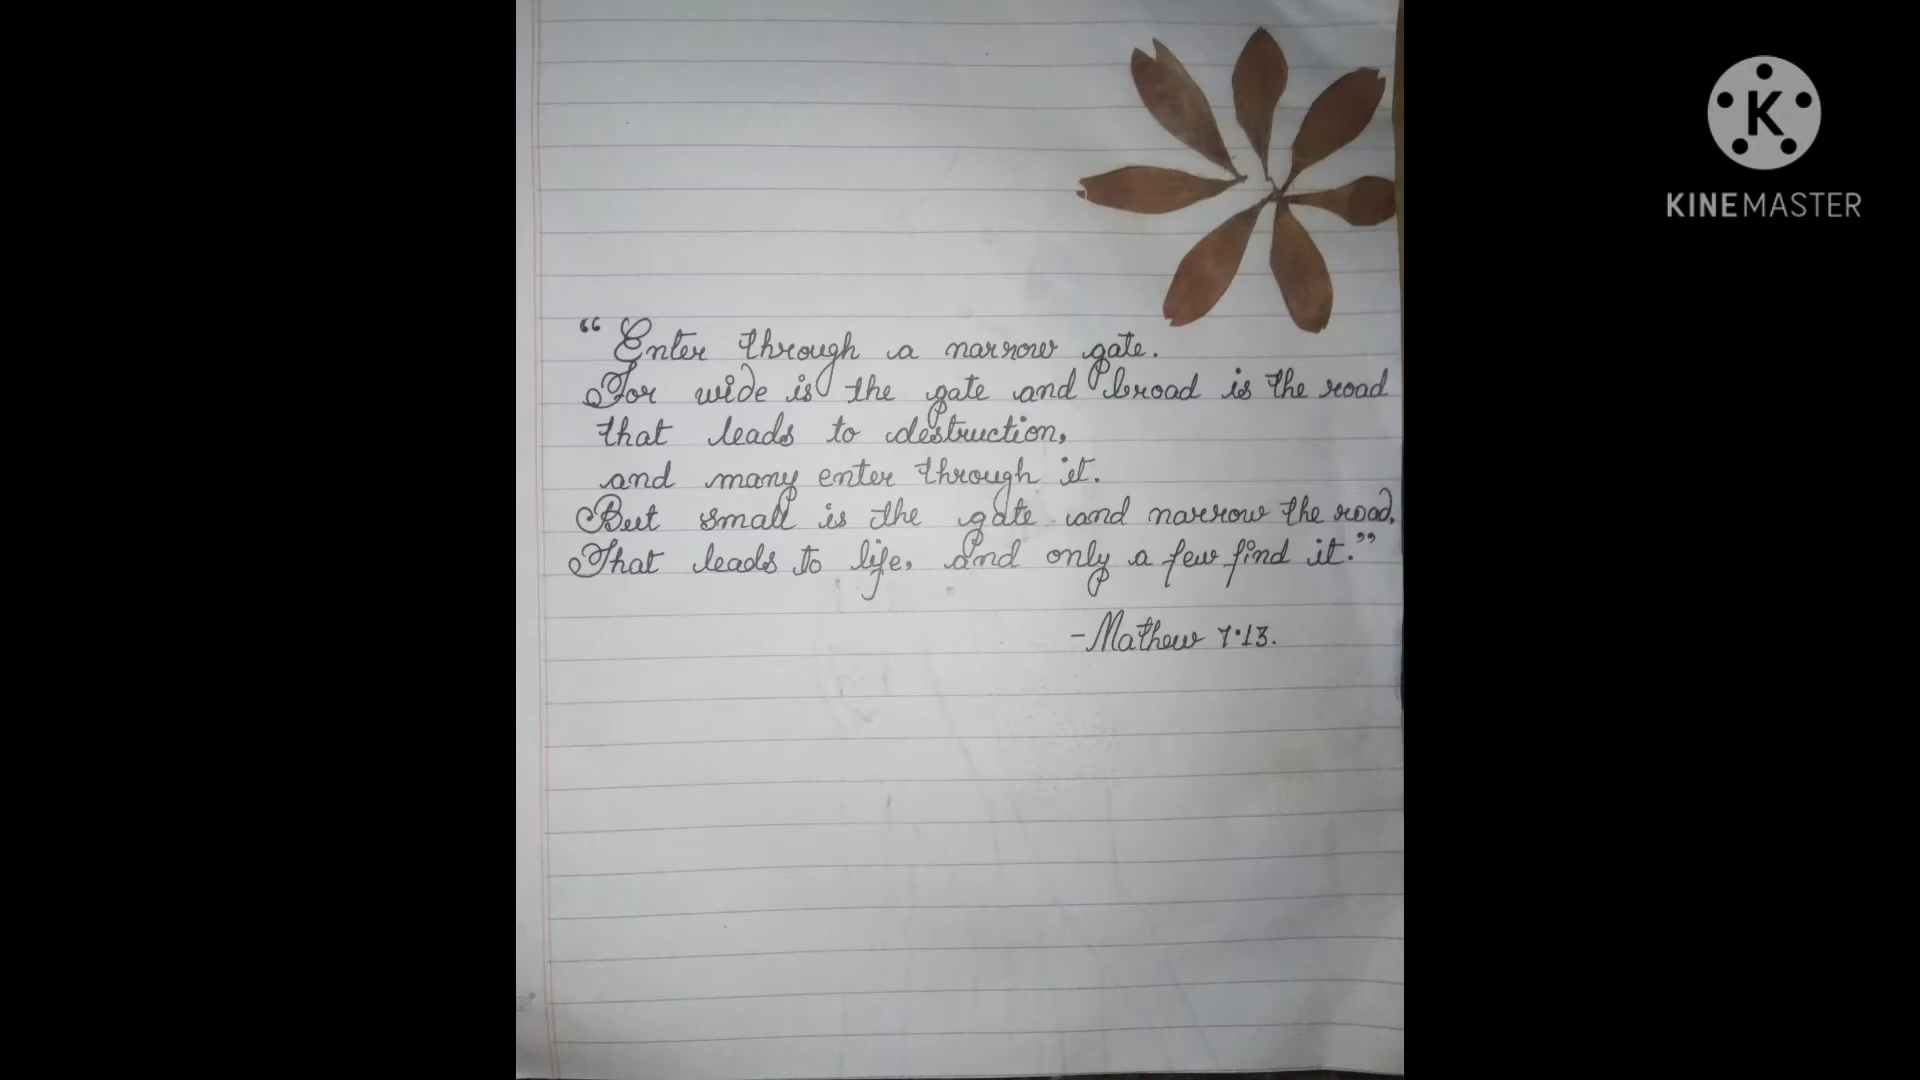 “Enter through a narrow gate.
For wide is the gate and broad is the road
that leads to destruction,
and many enter through it.
But small is the gate and narrow the road,
That leads to life, and only a few find it.”
-Mathew 7.13.
K
KINEMASTER